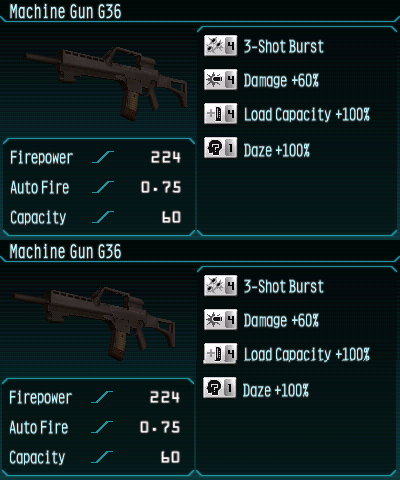 Machine Gun G36
4 3-Shot Burst
4 Damage +60%
4 Load Capacity +100%
1 Daze +100%
Firepower 224
Auto Fire 0.75
Capacity 60
Machine Gun G36
4 3-Shot Burst
4 Damage +60%
4 Load Capacity +100%
1 Daze +100%
Firepower 224
Auto Fire 0.75
Capacity 60